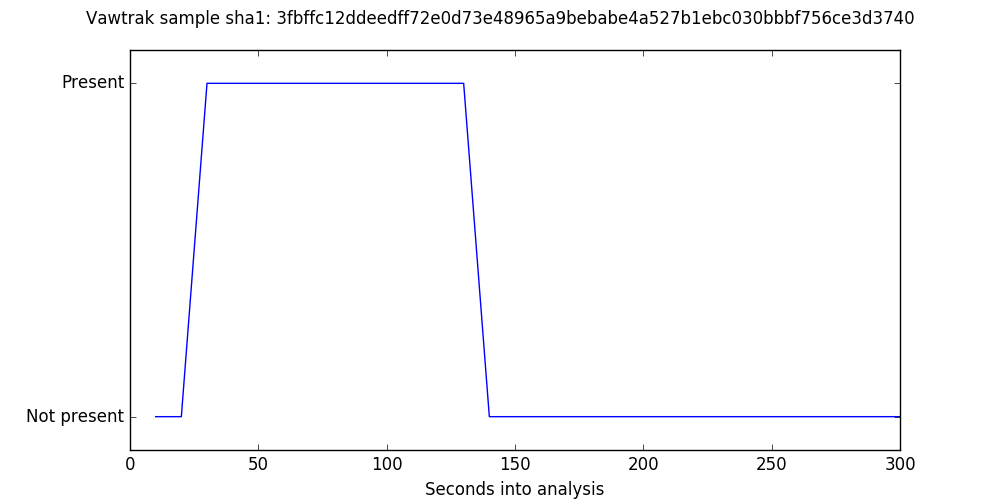 Vawtrak sample sha1: 3fbffc12ddeedff72e0d73e48965a9bebabe4a527b1ebc030bbbf756ce3d3740
Present
Not present
0 50 100 150 200 250 300
Seconds into analysis